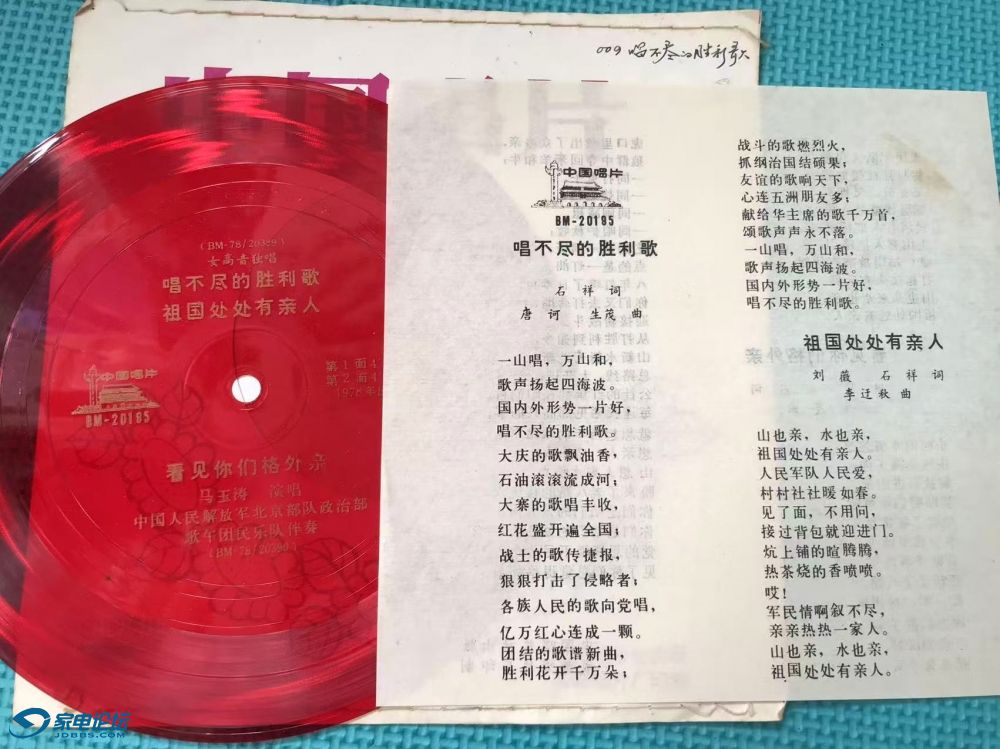 009 唱不尽的胜利歌
(BM-78/20389)
女高音独唱
唱不尽的胜利歌
祖国处处有亲人
第1面4
第2面4
中国唱片
BM-20185
看见你们格外亲
马玉涛 演唱
中国人民解放军北京部队政治部
歌午团民乐队伴奏
(BM-78/20390)
中国唱片
BM-20185
唱不尽的胜利歌
石祥 词
唐诃 生茂 曲
一山唱，万山和，
歌声扬起四海波。
国内外形势一片好，
唱不尽的胜利歌。
大庆的歌飘油香，
石油滚滚流成河；
大寨的歌唱丰收，
红花盛开遍全国；
战士的歌传捷报，
狠狠打击了侵略者；
各族人民的歌向党唱，
亿万红心连成一颗。
团结的歌谱新曲，
胜利花开千万朵；
战斗的歌燃烈火，
抓纲治国结硕果；
友谊的歌响天下，
心连五洲朋友多；
献给华主席的歌千万首，
颂歌声声永不落。
一山唱，万山和，
歌声扬起四海波。
国内外形势一片好，
唱不尽的胜利歌。
祖国处处有亲人
刘薇 石祥 词
李迁秋 曲
山也亲，水也亲，
祖国处处有亲人。
人民军队人民爱，
村村社社暖如春。
见了面，不用问，
接过背包就迎进门。
炕上铺的暄腾腾，
热茶烧的香喷喷。
哎！
军民情啊叙不尽，
亲亲热热一家人。
山也亲，水也亲，
祖国处处有亲人。
家电论坛
JDBBS.COM